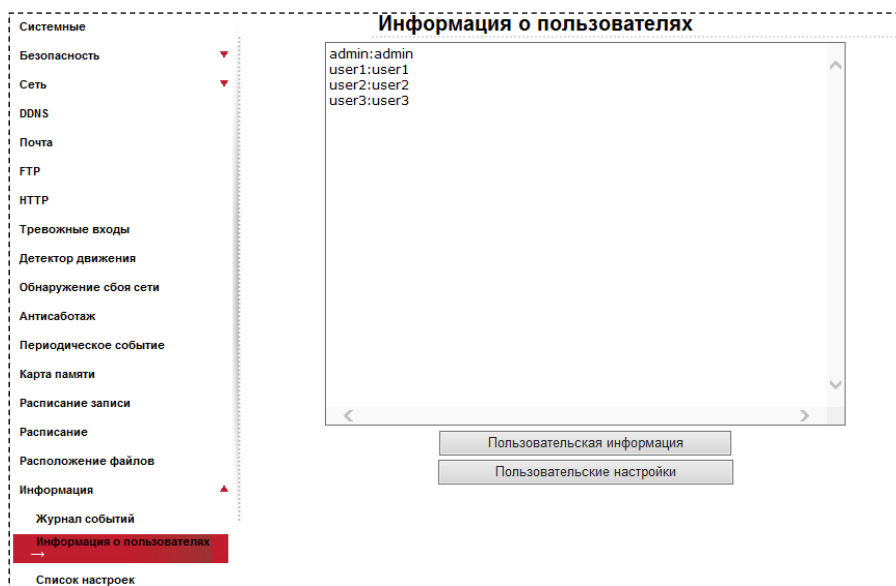 Системные
Безопасность
Сеть
DDNS
Почта
FTP
HTTP
Тревожные входы
Детектор движения
Обнаружение сбоя сети
Антисаботаж
Периодическое событие
Карта памяти
Расписание записи
Расписание
Расположение файлов
Информация
Журнал событий
Информация о пользователях
Список настроек
Информация о пользователях
admin:admin
user1:user1
user2:user2
user3:user3
Пользовательская информация
Пользовательские настройки